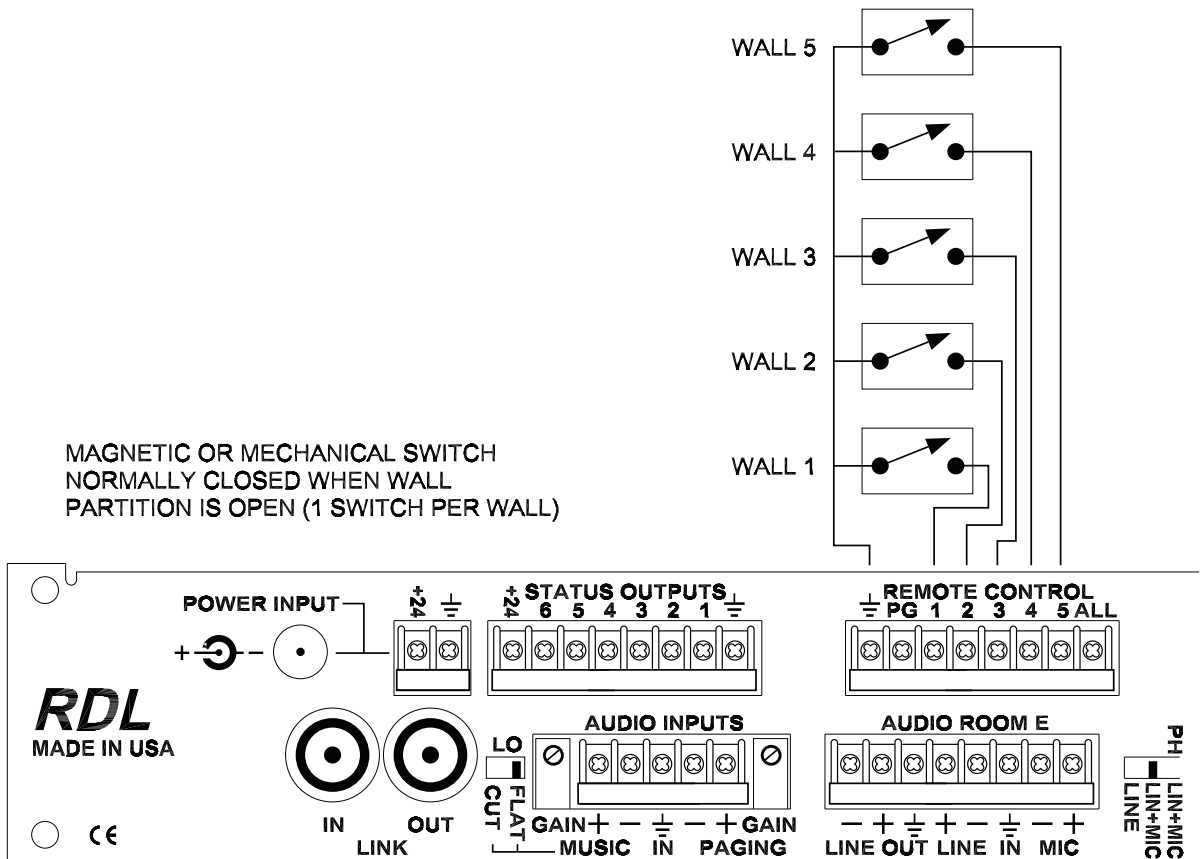 WALL 5
WALL 4
WALL 3
WALL 2
WALL 1
MAGNETIC OR MECHANICAL SWITCH
NORMALLY CLOSED WHEN WALL
PARTITION IS OPEN (1 SWITCH PER WALL)
POWER INPUT
+ -
+24
STATUS OUTPUTS
+24 6 5 4 3 2 1
REMOTE CONTROL
PG 1 2 3 4 5 ALL
RDL
MADE IN USA
CE
IN OUT
LINK
LO
CUT FLAT
AUDIO INPUTS
GAIN + - - + GAIN
MUSIC IN PAGING
AUDIO ROOM E
- + - + - +
LINE OUT LINE IN MIC
PH
LINE LIN+MIC LIN+MIC